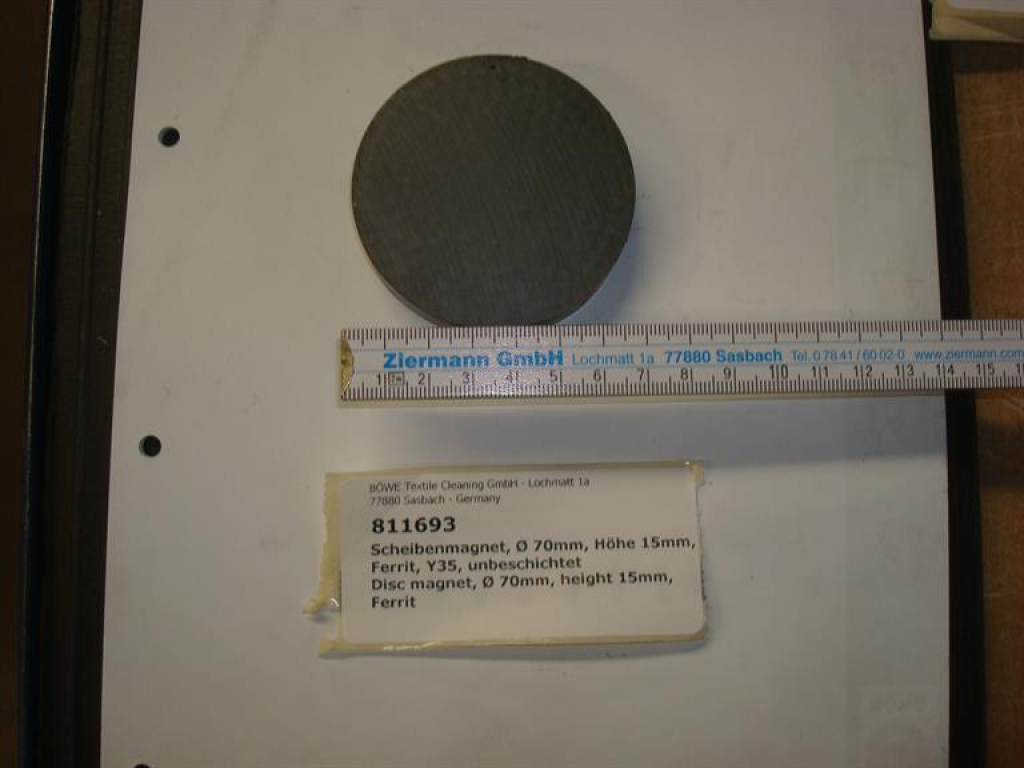 Ziermann GmbH Lochmatt 1a 77880 Sasbach Tel. 0 78 41 / 60 02-0 www.ziermann.com
1 2m 2 3 4 5 6 7 8 9 10 11 12 13 14 15
BÖWE Textile Cleaning GmbH - Lochmatt 1a
77880 Sasbach - Germany
811693
Scheibenmagnet, Ø 70mm, Höhe 15mm,
Ferrit, Y35, unbeschichtet
Disc magnet, Ø 70mm, height 15mm,
Ferrit